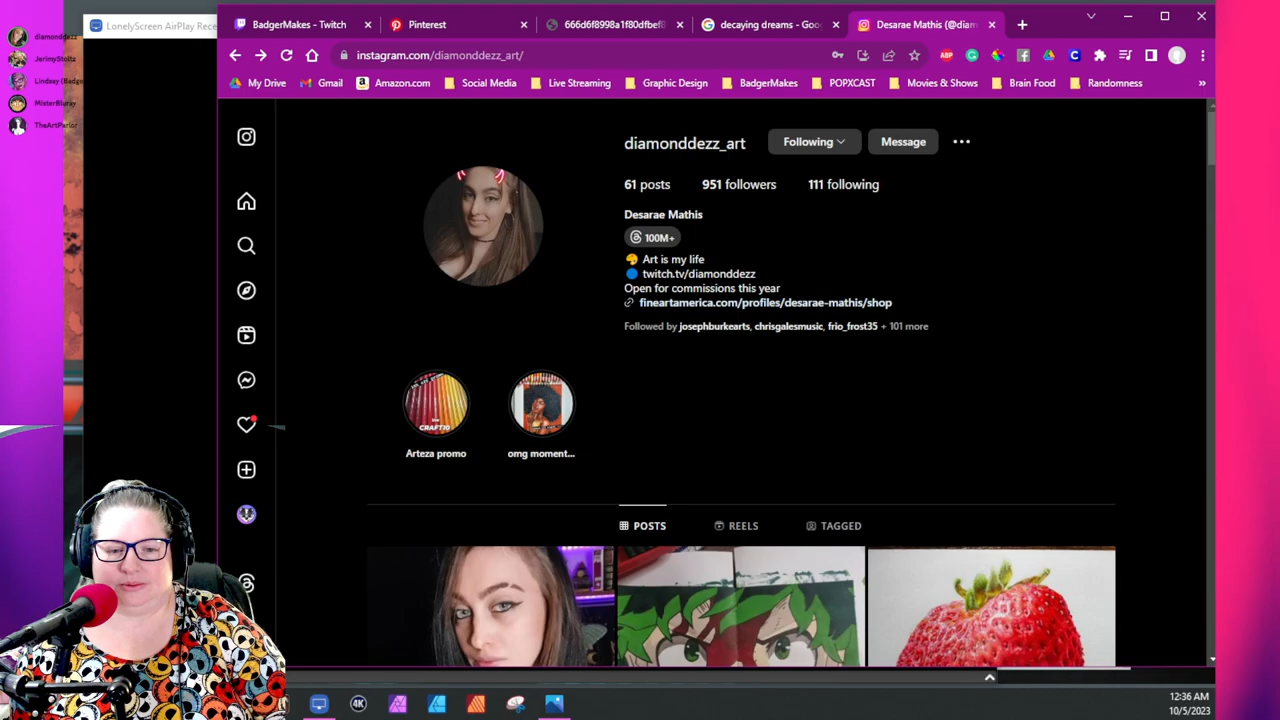 diamonddezz
JerimyStoltz
Lindsey (Badge
MisterBluray
TheArtParlor
LonelyScreen AirPlay Rece
BadgerMakes - Twitch
Pinterest
decaying dreams - Goo
Desarae Mathis (@diam
instagram.com/diamonddezz_art/
ABP
My Drive
Gmail
Amazon.com
Social Media
Live Streaming
Graphic Design
BadgerMakes
POPXCAST
Movies & Shows
Brain Food
Randomness
diamonddezz_art
Following
Message
61 posts 951 followers 111 following
Desarae Mathis
100M+
Art is my life
twitch.tv/diamonddezz
Open for commissions this year
fineartamerica.com/profiles/desarae-mathis/shop
Followed by josephburkearts, chrisgalesmusic, frio_frost35 + 101 more
CRAFT10
Arteza promo
omg moment...
POSTS
REELS
TAGGED
4K
12:36 AM
10/5/2023